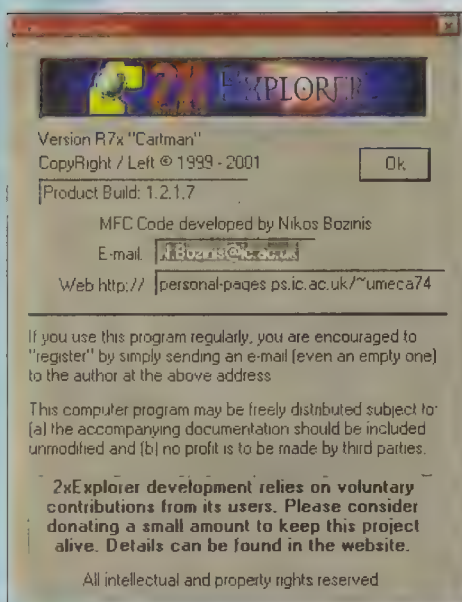 2XPLORER
Version R7x "Cartman"
CopyRight / Left © 1999 - 2001
Ok
Product Build: 1.2.1.7
MFC Code developed by Nikos Bozinis
E-mail: N.Bozinis@ic.ac.uk
Web http:// personal-pages ps.ic.ac.uk/~umeca74
If you use this program regularly, you are encouraged to
"register" by simply sending an e-mail (even an empty one)
to the author at the above address
This computer program may be freely distributed subject to:
(a) the accompanying documentation should be included
unmodified and (b) no profit is to be made by third parties.
2xExplorer development relies on voluntary
contributions from its users. Please consider
donating a small amount to keep this project
alive. Details can be found in the website.
All intellectual and property rights reserved